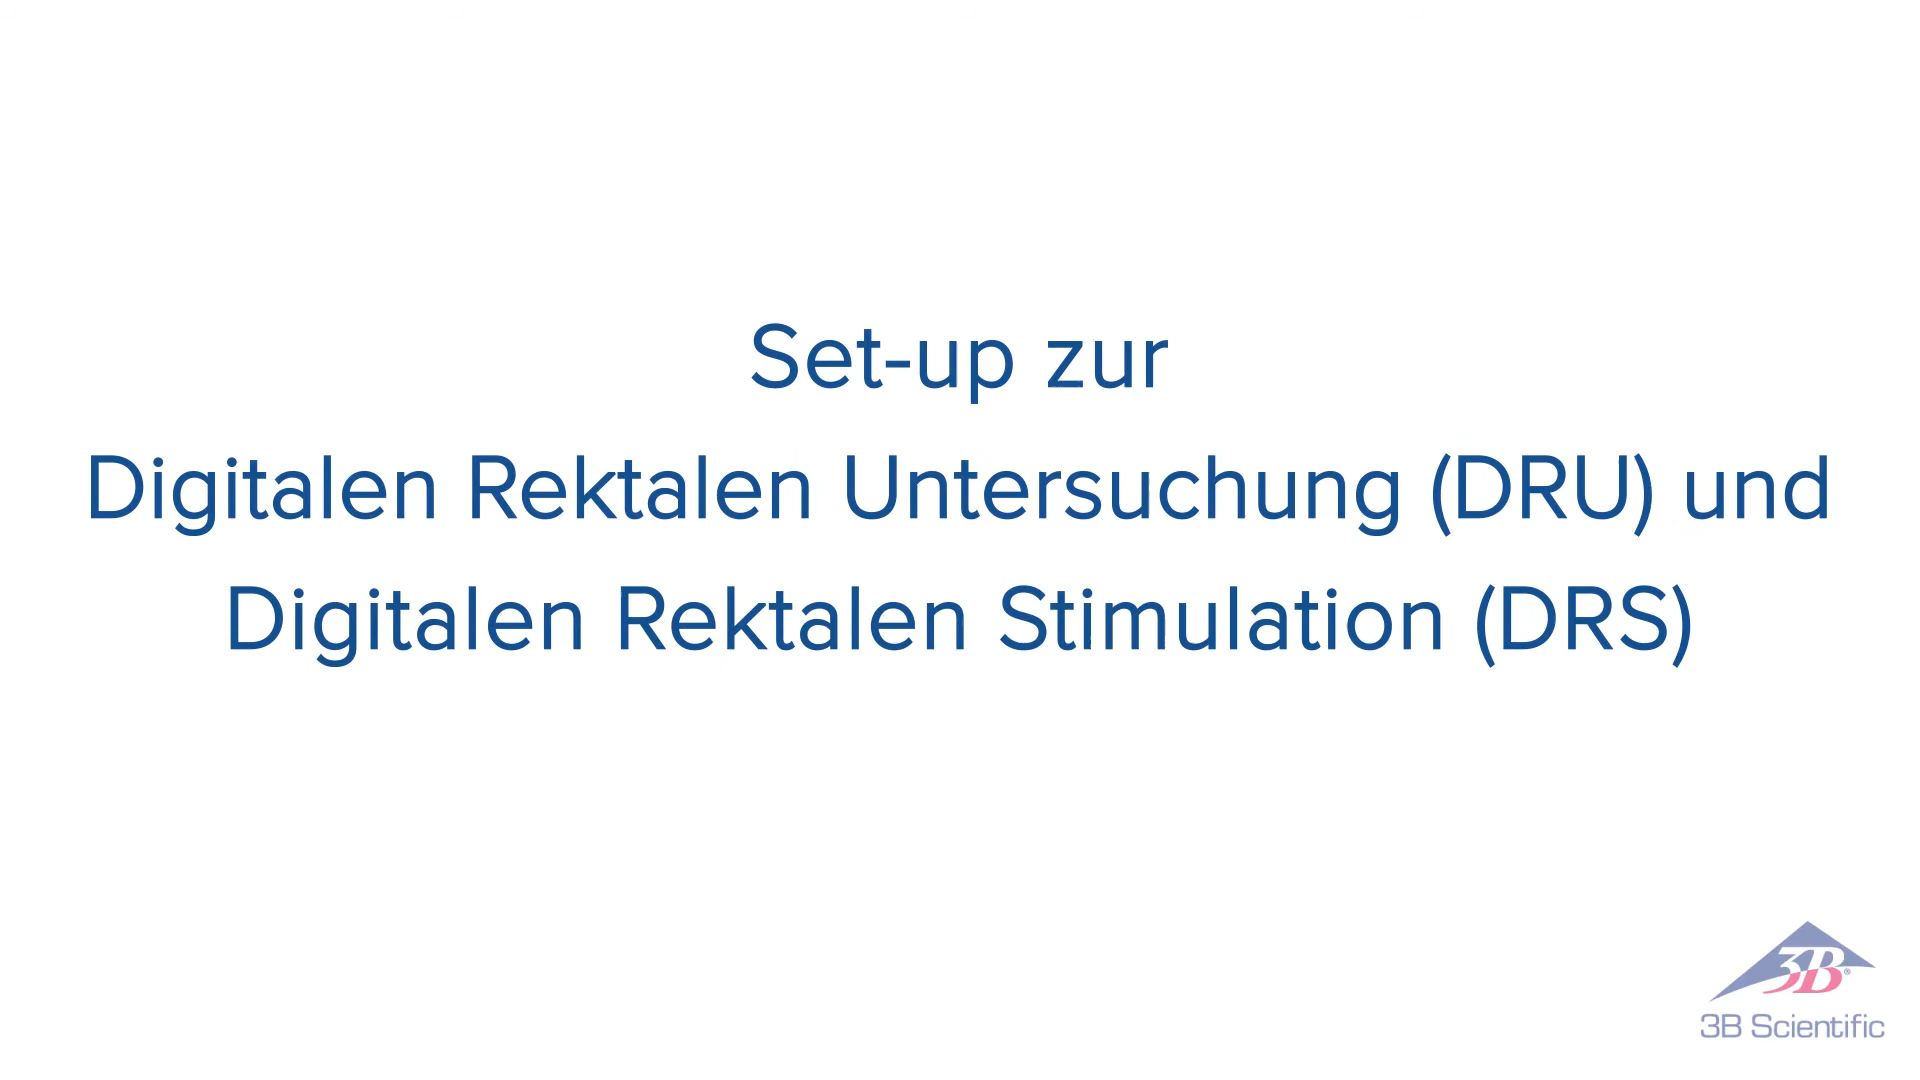 Set-up zur
Digitalen Rektalen Untersuchung (DRU) und
Digitalen Rektalen Stimulation (DRS)
3B®
3B Scientific